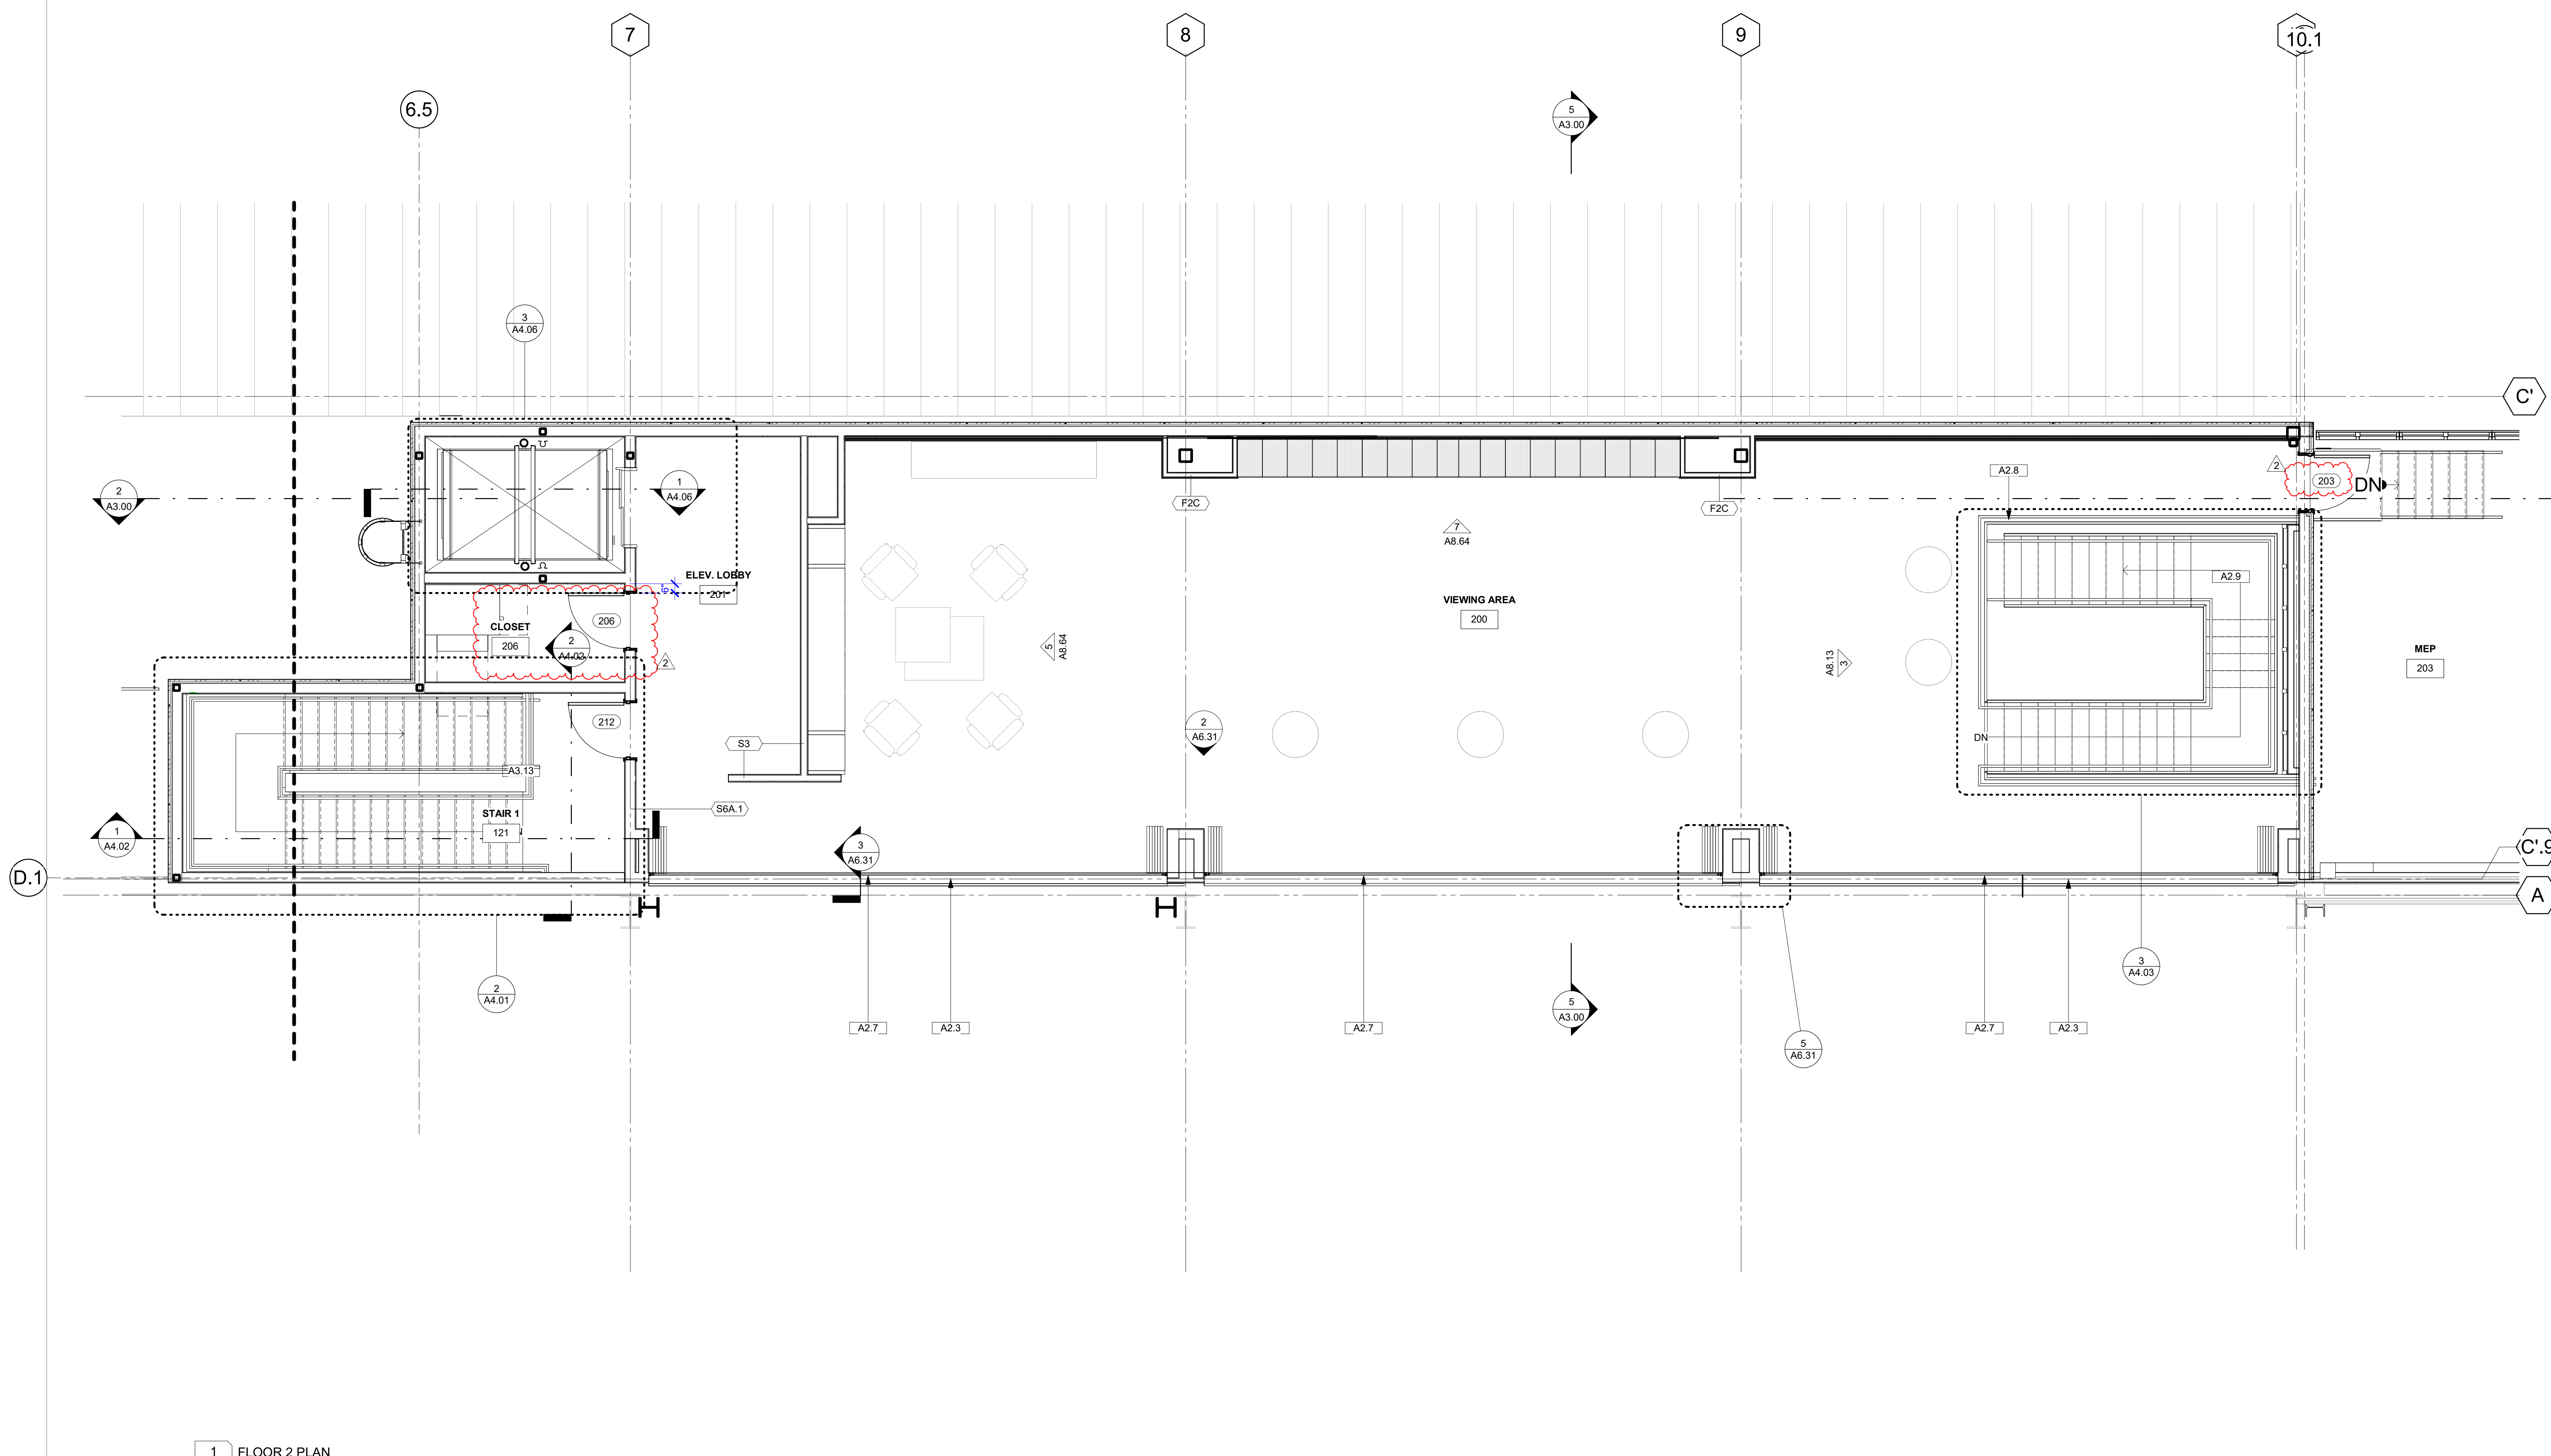 7
8
9
10.1
6.5
5
A3.00
3
A4.06
C'
2
A3.00
1
A4.06
F2C
F2C
A2.8
2
203
DN
7
A8.64
6"
ELEV. LOBBY
201
A2.9
VIEWING AREA
200
206
CLOSET
206
2
A4.02
2
5
A8.64
A8.13
3
MEP
203
212
2
A6.31
S3
DN
A3.13
S6A.1
STAIR 1
121
1
A4.02
3
A6.31
C'.9
D.1
A
3
A4.03
2
A4.01
A2.7
A2.3
A2.7
5
A3.00
A2.7
A2.3
5
A6.31
1
FLOOR 2 PLAN